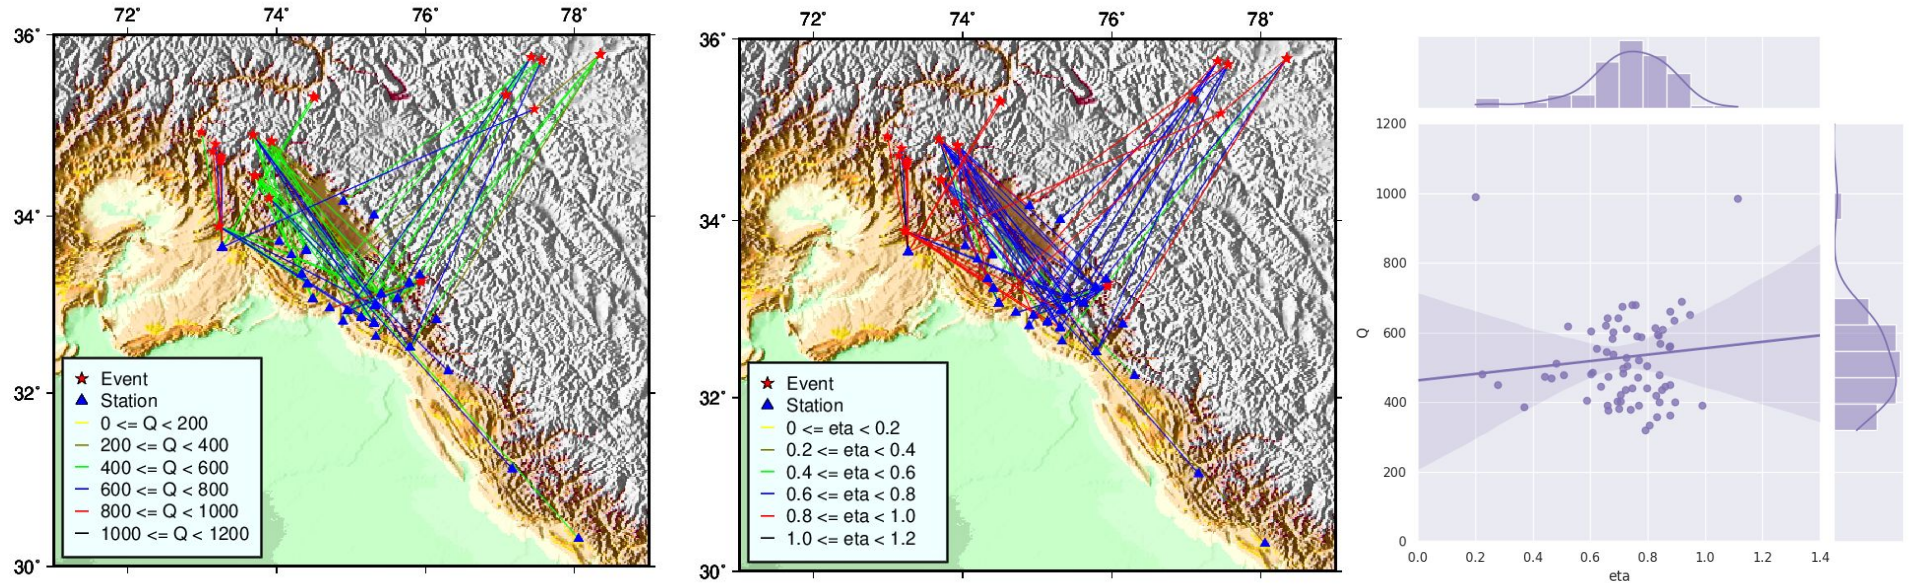 72˚ 74˚ 76˚ 78˚
36˚
34˚
32˚
30˚
Event
Station
0 <= Q < 200
200 <= Q < 400
400 <= Q < 600
600 <= Q < 800
800 <= Q < 1000
1000 <= Q < 1200
72˚ 74˚ 76˚ 78˚
36˚
34˚
32˚
30˚
Event
Station
0 <= eta < 0.2
0.2 <= eta < 0.4
0.4 <= eta < 0.6
0.6 <= eta < 0.8
0.8 <= eta < 1.0
1.0 <= eta < 1.2
1200
1000
800
600
400
200
0
Q
0.0 0.2 0.4 0.6 0.8 1.0 1.2 1.4
eta